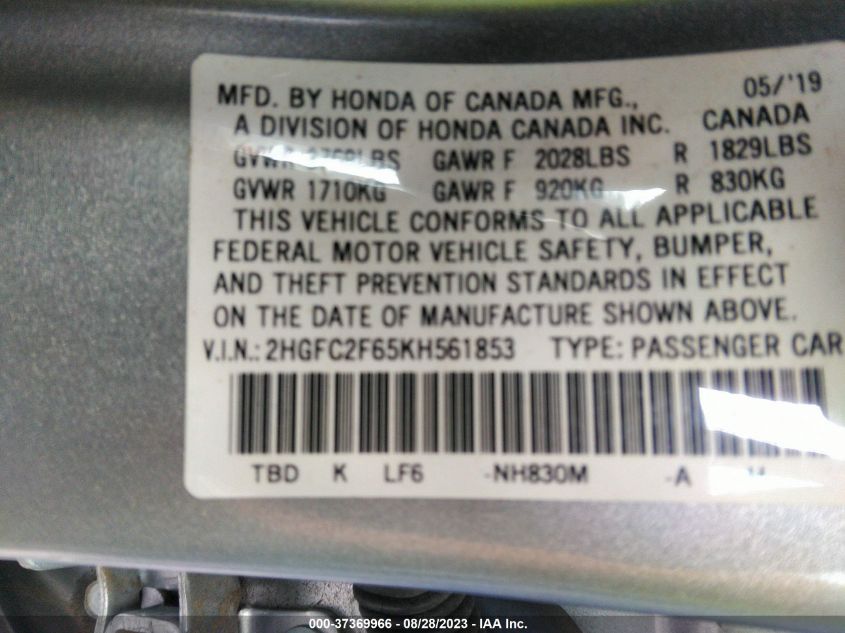 MFD. BY HONDA OF CANADA MFG., 05/'19
A DIVISION OF HONDA CANADA INC. CANADA
GVWR LBS GAWR F 2028LBS R 1829LBS
GVWR 1710KG GAWR F 920KG R 830KG
THIS VEHICLE CONFORMS TO ALL APPLICABLE
FEDERAL MOTOR VEHICLE SAFETY, BUMPER,
AND THEFT PREVENTION STANDARDS IN EFFECT
ON THE DATE OF MANUFACTURE SHOWN ABOVE.
V.I.N.: 2HGFC2F65KH561853 TYPE: PASSENGER CAR
TBD K LF6 -NH830M -A
000-37369966 - 08/28/2023 - IAA Inc.